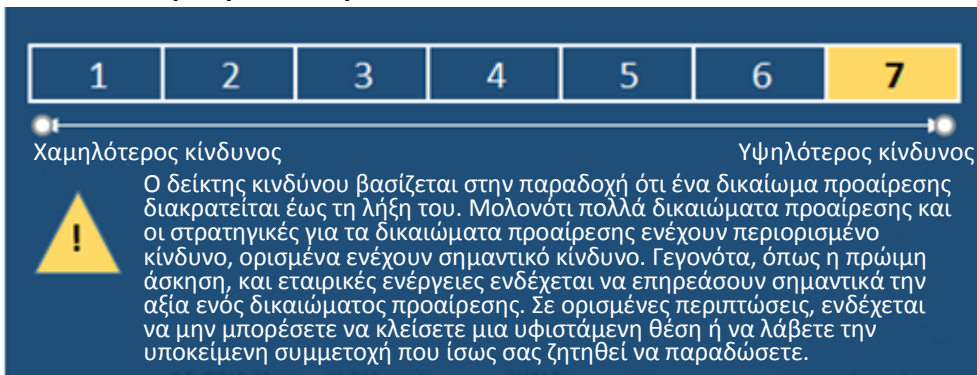 1 2 3 4 5 6 7
Χαμηλότερος κίνδυνος Υψηλότερος κίνδυνος
Ο δείκτης κινδύνου βασίζεται στην παραδοχή ότι ένα δικαίωμα προαίρεσης
διακρατείται έως τη λήξη του. Μολονότι πολλά δικαιώματα προαίρεσης και
οι στρατηγικές για τα δικαιώματα προαίρεσης ενέχουν περιορισμένο
κίνδυνο, ορισμένα ενέχουν σημαντικό κίνδυνο. Γεγονότα, όπως η πρώιμη
άσκηση, και εταιρικές ενέργειες ενδέχεται να επηρεάσουν σημαντικά την
αξία ενός δικαιώματος προαίρεσης. Σε ορισμένες περιπτώσεις, ενδέχεται
να μην μπορέσετε να κλείσετε μια υφιστάμενη θέση ή να λάβετε την
υποκείμενη συμμετοχή που ίσως σας ζητηθεί να παραδώσετε.